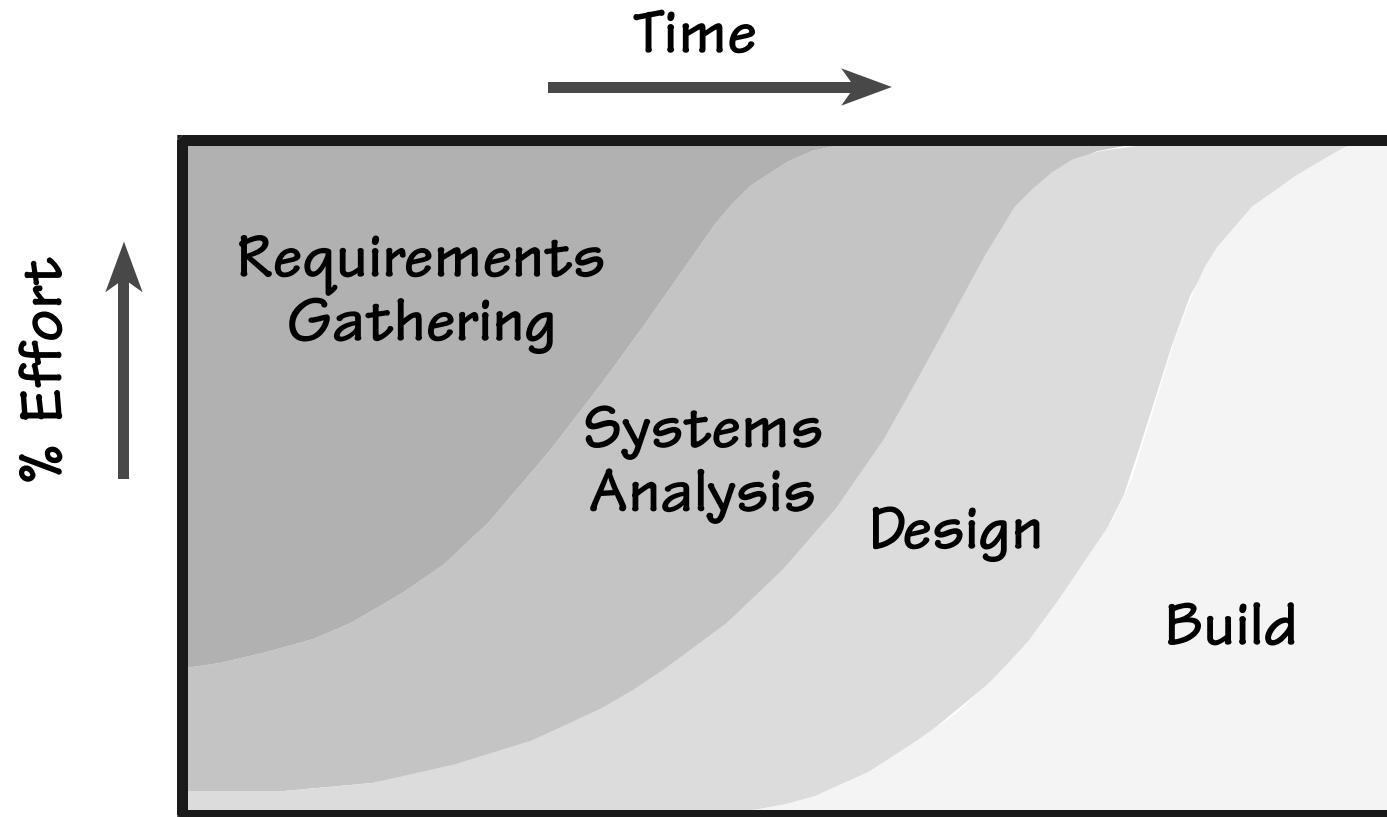 Time
% Effort
Requirements
Gathering
Systems
Analysis
Design
Build